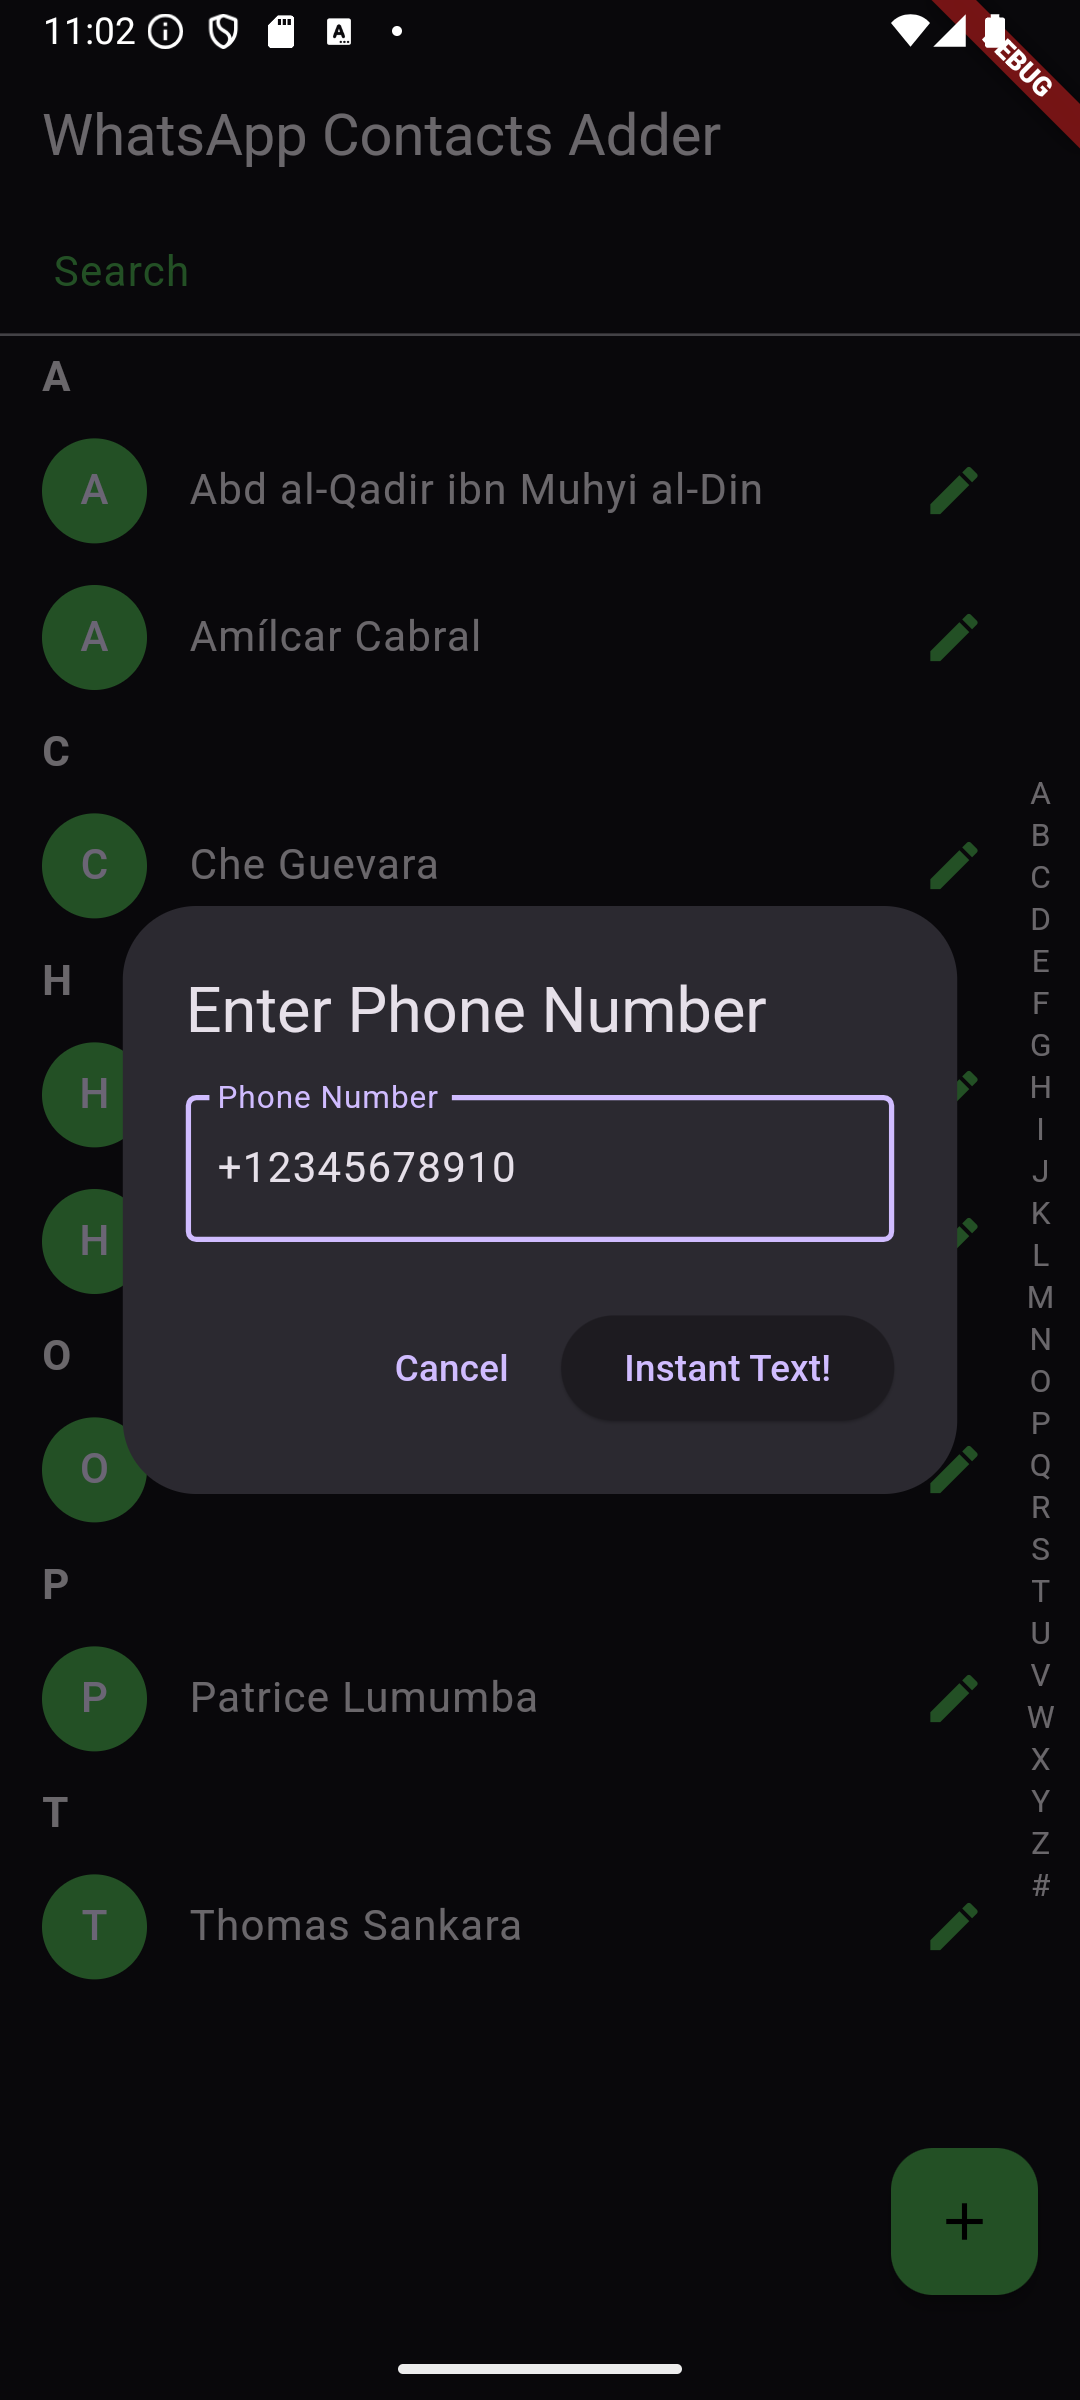 11:02
EBUG
WhatsApp Contacts Adder
Search
A
A Abd al-Qadir ibn Muhyi al-Din
A Amílcar Cabral
C
C Che Guevara
H
H
H
O
O
P
P Patrice Lumumba
T
T Thomas Sankara
Enter Phone Number
Phone Number
+12345678910
Cancel Instant Text!
A
B
C
D
E
F
G
H
I
J
K
L
M
N
O
P
Q
R
S
T
U
V
W
X
Y
Z
#